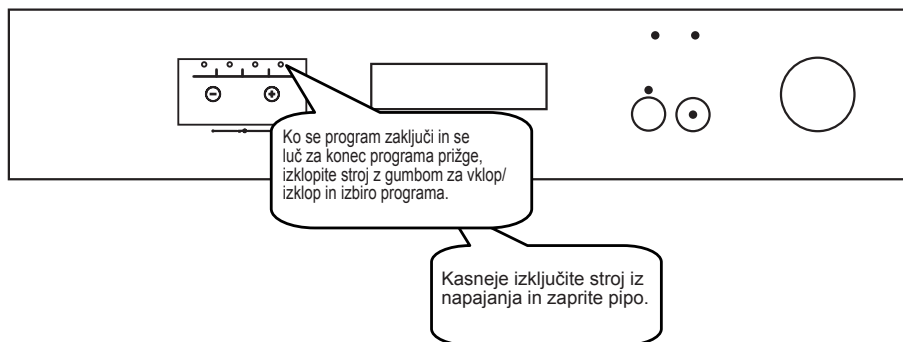 Ko se program zaključi in se
luč za konec programa prižge,
izklopite stroj z gumbom za vklop/
izklop in izbiro programa.
Kasneje izključite stroj iz
napajanja in zaprite pipo.